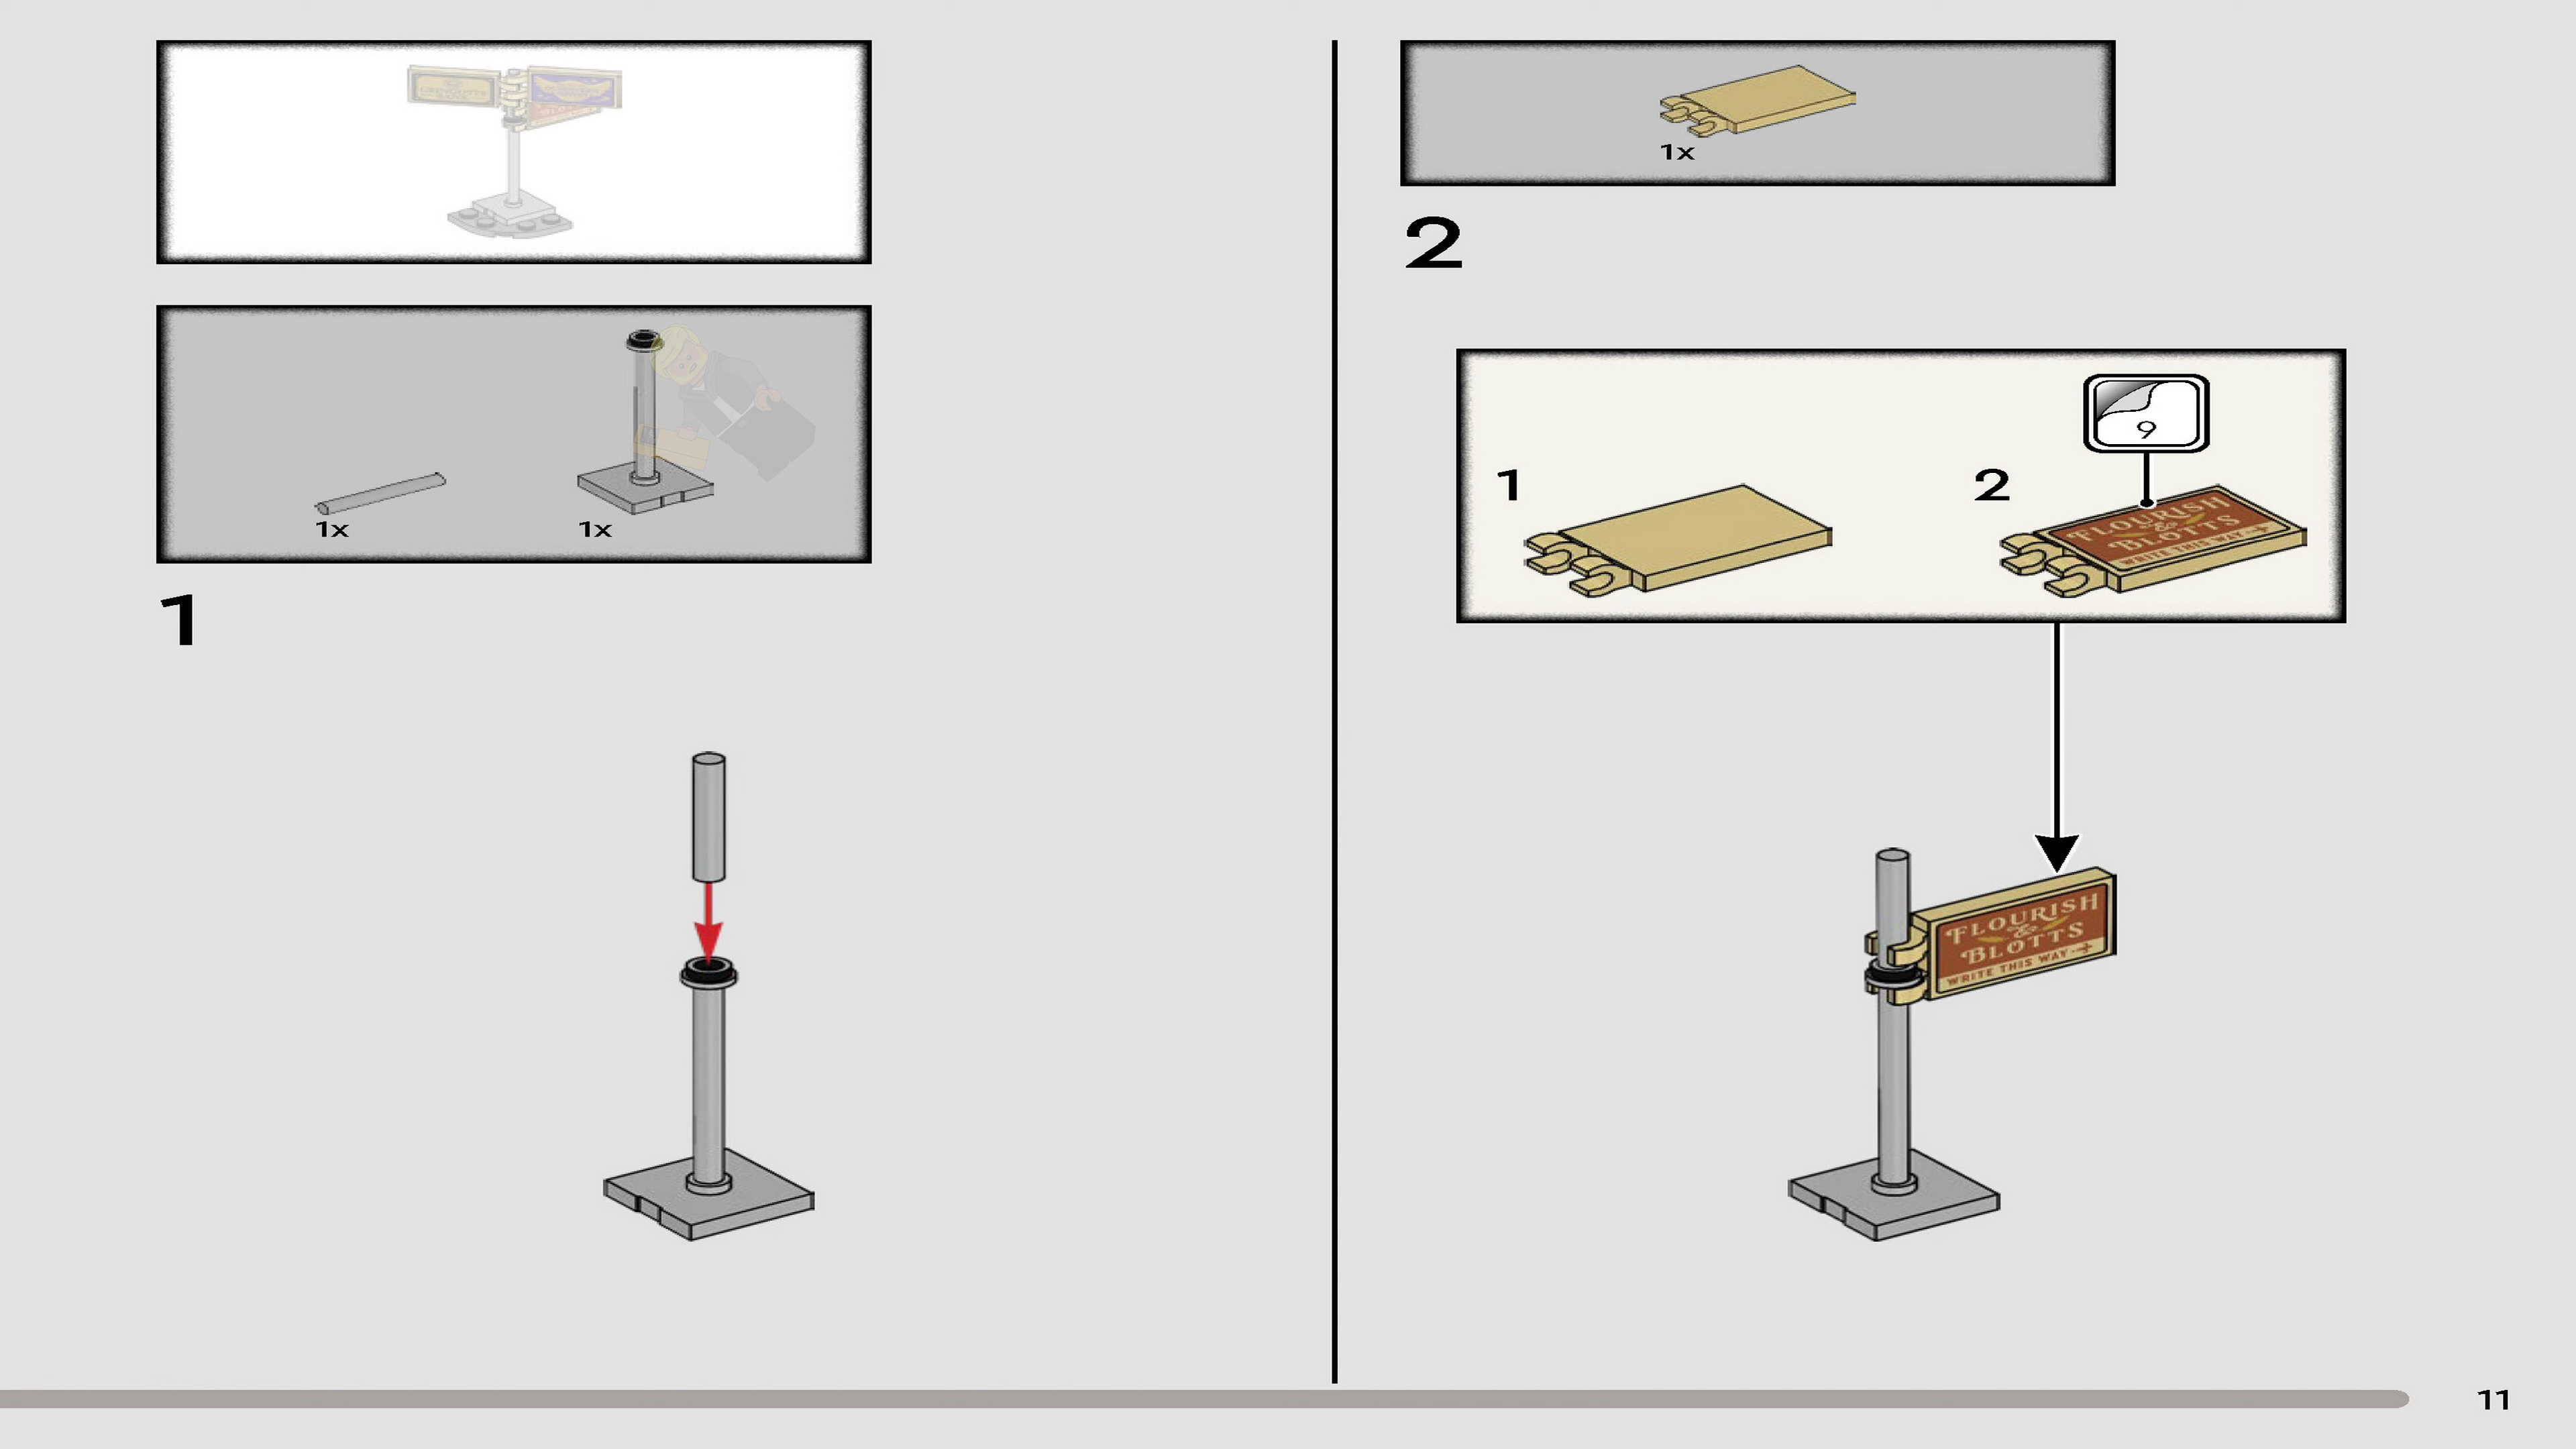 1x
1x
1
1x
2
1
2
9
FLOURISH
&
BLOTTS
WRITE THIS WAY
FLOURISH
&
BLOTTS
WRITE THIS WAY
11